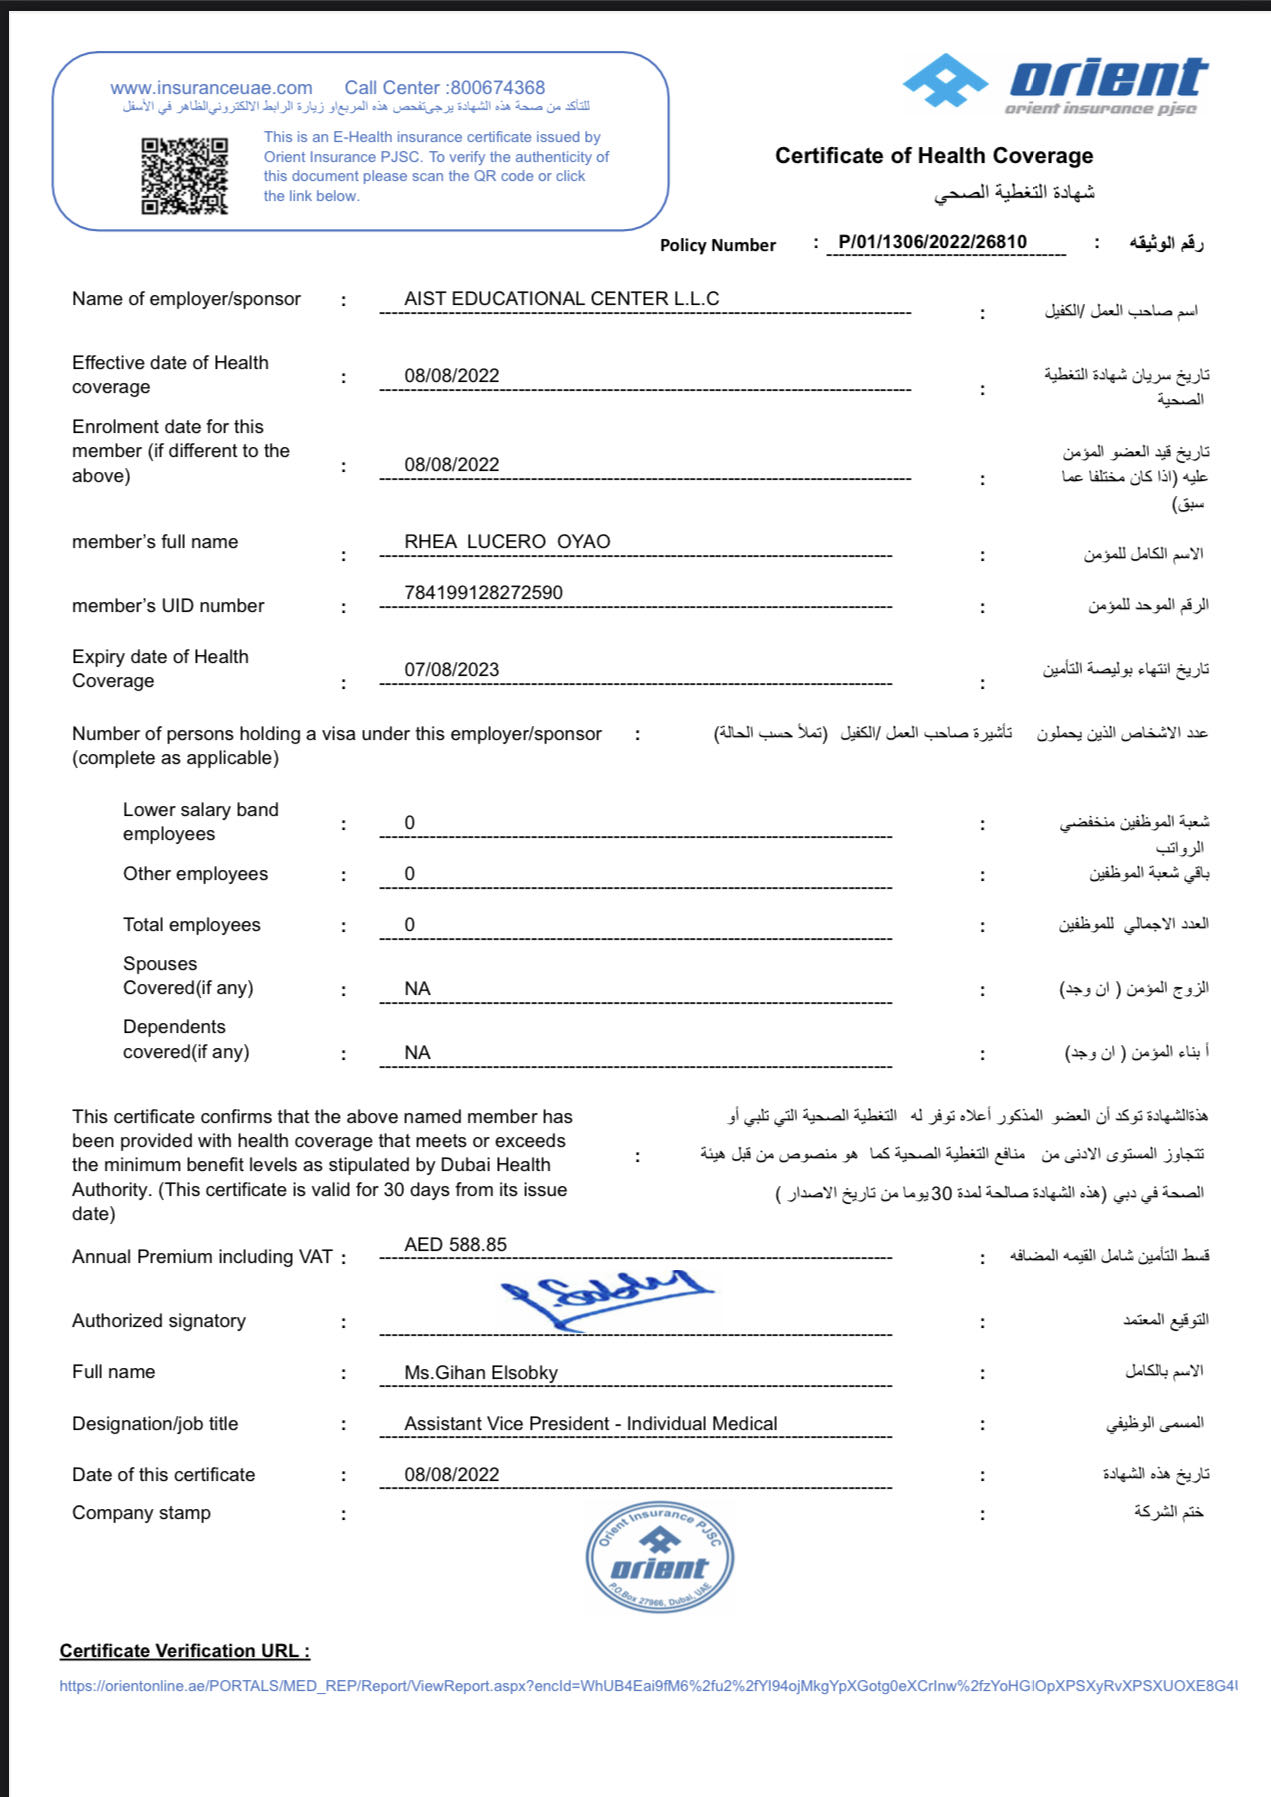 www.insuranceuae.com Call Center :800674368
للتأكد من صحة هذه الشهادة يرجىتفحص هذه المربعاو زيارة الرابط الالكترونيالظاهر في الأسفل
This is an E-Health insurance certificate issued by
Orient Insurance PJSC. To verify the authenticity of
this document please scan the QR code or click
the link below.
orient
orient insurance pjsc
Certificate of Health Coverage
شهادة التغطية الصحي
Policy Number : P/01/1306/2022/26810 : رقم الوثيقه
Name of employer/sponsor : AIST EDUCATIONAL CENTER L.L.C : اسم صاحب العمل /الكفيل
Effective date of Health
coverage : 08/08/2022 : تاريخ سريان شهادة التغطية
الصحية
Enrolment date for this
member (if different to the
above) : 08/08/2022 : تاريخ قيد العضو المؤمن
عليه (اذا كان مختلفا عما
سبق)
member’s full name : RHEA LUCERO OYAO : الاسم الكامل للمؤمن
member’s UID number : 784199128272590 : الرقم الموحد للمؤمن
Expiry date of Health
Coverage : 07/08/2023 : تاريخ انتهاء بوليصة التأمين
Number of persons holding a visa under this employer/sponsor : عدد الاشخاص الذين يحملون تأشيرة صاحب العمل /الكفيل (تملأ حسب الحالة)
(complete as applicable)
Lower salary band
employees : 0 : شعبة الموظفين منخفضي
الرواتب
Other employees : 0 : باقي شعبة الموظفين
Total employees : 0 : العدد الاجمالي للموظفين
Spouses
Covered(if any) : NA : الزوج المؤمن ( ان وجد)
Dependents
covered(if any) : NA : أ بناء المؤمن ( ان وجد)
This certificate confirms that the above named member has
been provided with health coverage that meets or exceeds
the minimum benefit levels as stipulated by Dubai Health :
Authority. (This certificate is valid for 30 days from its issue
date)
هذةالشهادة توكد أن العضو المذكور أعلاه توفر له التغطية الصحية التي تلبي أو
تتجاوز المستوى الادنى من منافع التغطية الصحية كما هو منصوص من قبل هيئة
الصحة في دبي (هذه الشهادة صالحة لمدة 30 يوما من تاريخ الاصدار )
Annual Premium including VAT : AED 588.85 : قسط التأمين شامل القيمه المضافه
Authorized signatory : : التوقيع المعتمد
Full name : Ms.Gihan Elsobky : الاسم بالكامل
Designation/job title : Assistant Vice President - Individual Medical : المسمى الوظيفي
Date of this certificate : 08/08/2022 : تاريخ هذه الشهادة
Company stamp : : ختم الشركة
Orient Insurance PJSC
orient
P.O.Box 27966, Dubai, UAE
Certificate Verification URL :
https://orientonline.ae/PORTALS/MED_REP/Report/ViewReport.aspx?encId=WhUB4Eai9fM6%2fu2%2fYl94ojMkgYpXGotg0eXCrInw%2fzYoHGlOpXPSXyRvXPSXUOXE8G4